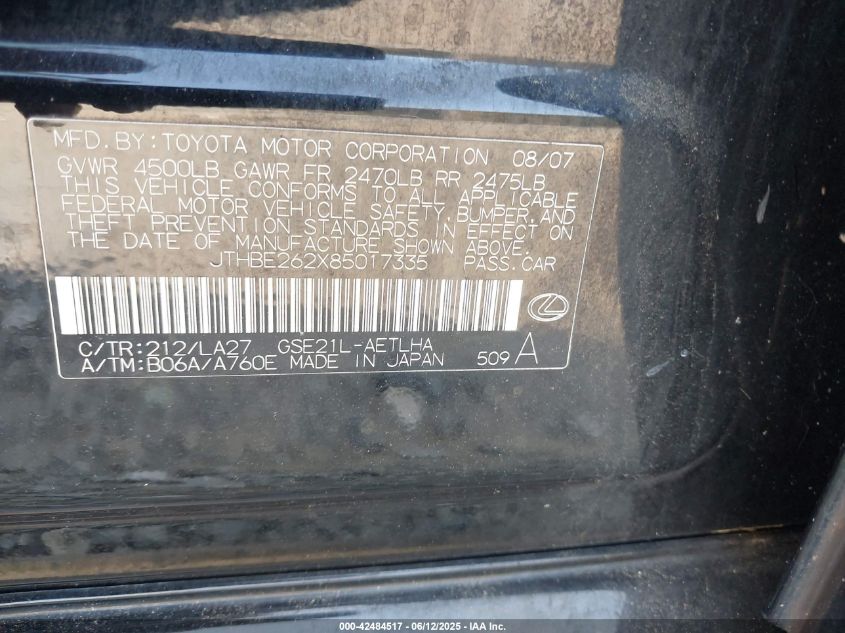 MFD. BY: TOYOTA MOTOR CORPORATION 08/07
GVWR 4500LB GAWR FR 2470LB RR 2475LB
THIS VEHICLE CONFORMS TO ALL APPLICABLE
FEDERAL MOTOR VEHICLE SAFETY, BUMPER, AND
THEFT PREVENTION STANDARDS IN EFFECT ON
THE DATE OF MANUFACTURE SHOWN ABOVE.
JTHBE262X85017335 PASS. CAR
C/TR: 212/LA27 GSE21L-AETLHA
A/TM: B06A/A760E MADE IN JAPAN 509 A
000-42484517 - 06/12/2025 - IAA Inc.